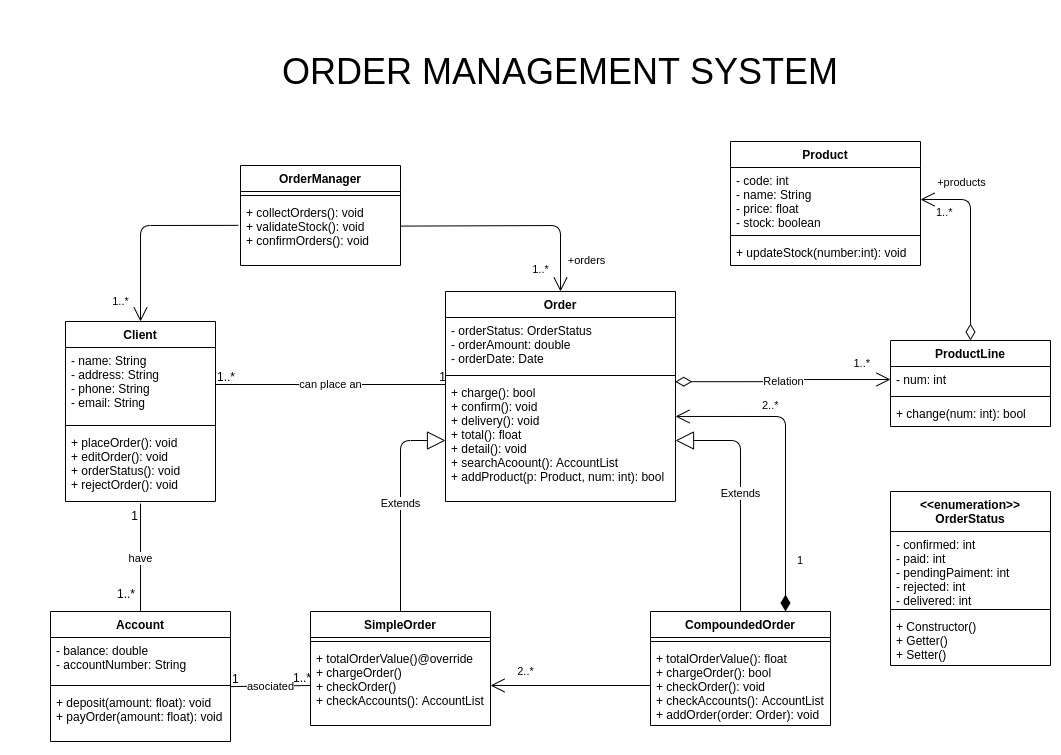 ORDER MANAGEMENT SYSTEM
OrderManager
+ collectOrders(): void
+ validateStock(): void
+ confirmOrders(): void
Product
- code: int
- name: String
- price: float
- stock: boolean
+ updateStock(number:int): void
+products
1..*
1..*
+orders
1..*
Client
- name: String
- address: String
- phone: String
- email: String
+ placeOrder(): void
+ editOrder(): void
+ orderStatus(): void
+ rejectOrder(): void
1..*
can place an
1
Order
- orderStatus: OrderStatus
- orderAmount: double
- orderDate: Date
+ charge(): bool
+ confirm(): void
+ delivery(): void
+ total(): float
+ detail(): void
+ searchAcoount(): AccountList
+ addProduct(p: Product, num: int): bool
Relation
1..*
ProductLine
- num: int
+ change(num: int): bool
2..*
Extends
Extends
1
<<enumeration>>
OrderStatus
- confirmed: int
- paid: int
- pendingPaiment: int
- rejected: int
- delivered: int
+ Constructor()
+ Getter()
+ Setter()
1
have
1..*
Account
- balance: double
- accountNumber: String
+ deposit(amount: float): void
+ payOrder(amount: float): void
1
asociated
1..*
SimpleOrder
+ totalOrderValue()@override
+ chargeOrder()
+ checkOrder()
+ checkAccounts(): AccountList
2..*
CompoundedOrder
+ totalOrderValue(): float
+ chargeOrder(): bool
+ checkOrder(): void
+ checkAccounts(): AccountList
+ addOrder(order: Order): void